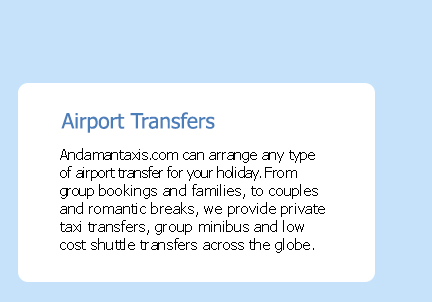 Airport Transfers
Andamantaxis.com can arrange any type
of airport transfer for your holiday. From
group bookings and families, to couples
and romantic breaks, we provide private
taxi transfers, group minibus and low
cost shuttle transfers across the globe.